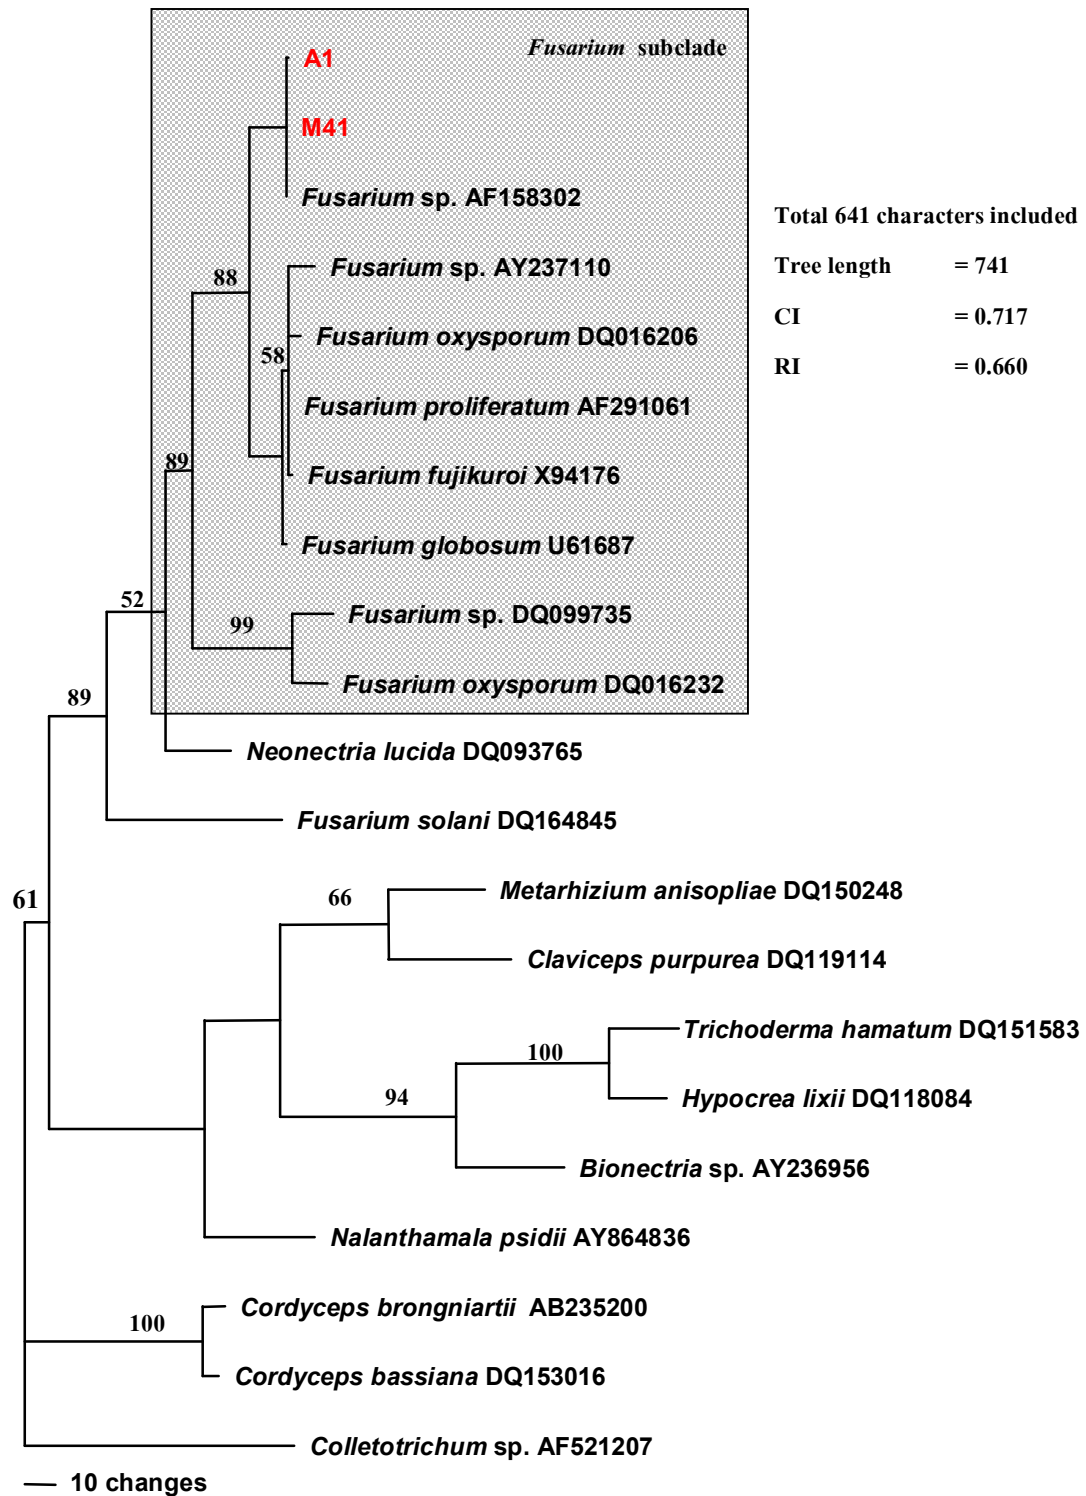 Fusarium subclade
A1
M41
Fusarium sp. AF158302
Total 641 characters included
Tree length = 741
CI = 0.717
RI = 0.660
88
Fusarium sp. AY237110
Fusarium oxysporum DQ016206
58
Fusarium proliferatum AF291061
89
Fusarium fujikuroi X94176
Fusarium globosum U61687
52
Fusarium sp. DQ099735
99
Fusarium oxysporum DQ016232
89
Neonectria lucida DQ093765
Fusarium solani DQ164845
61
66
Metarhizium anisopliae DQ150248
Claviceps purpurea DQ119114
Trichoderma hamatum DQ151583
100
Hypocrea lixii DQ118084
94
Bionectria sp. AY236956
Nalanthamala psidii AY864836
Cordyceps brongniartii AB235200
100
Cordyceps bassiana DQ153016
Colletotrichum sp. AF521207
10 changes